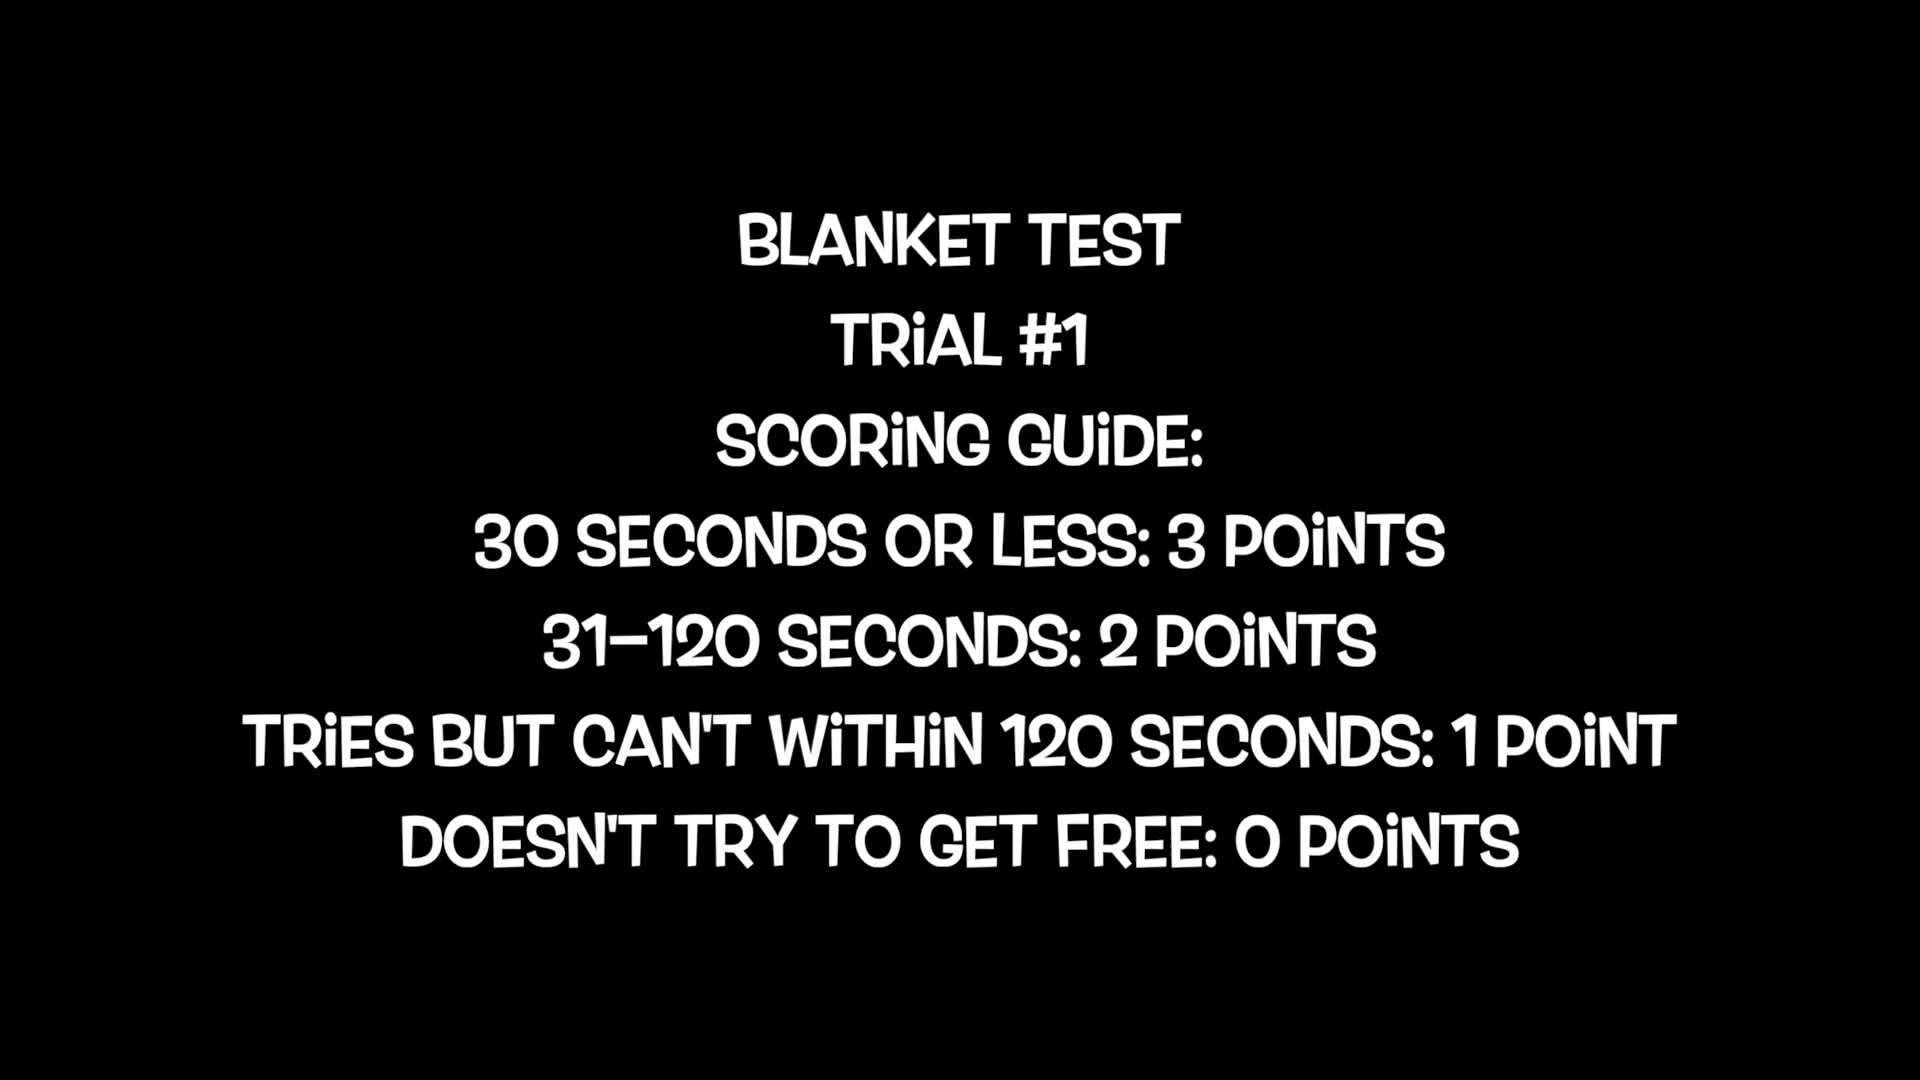 BLANKET TEST
TRiAL #1
SCORiNG GUiDE:
30 SECONDS OR LESS: 3 POiNTS
31-120 SECONDS: 2 POiNTS
TRiES BUT CAN'T WiTHiN 120 SECONDS: 1 POiNT
DOESN'T TRY TO GET FREE: 0 POiNTS